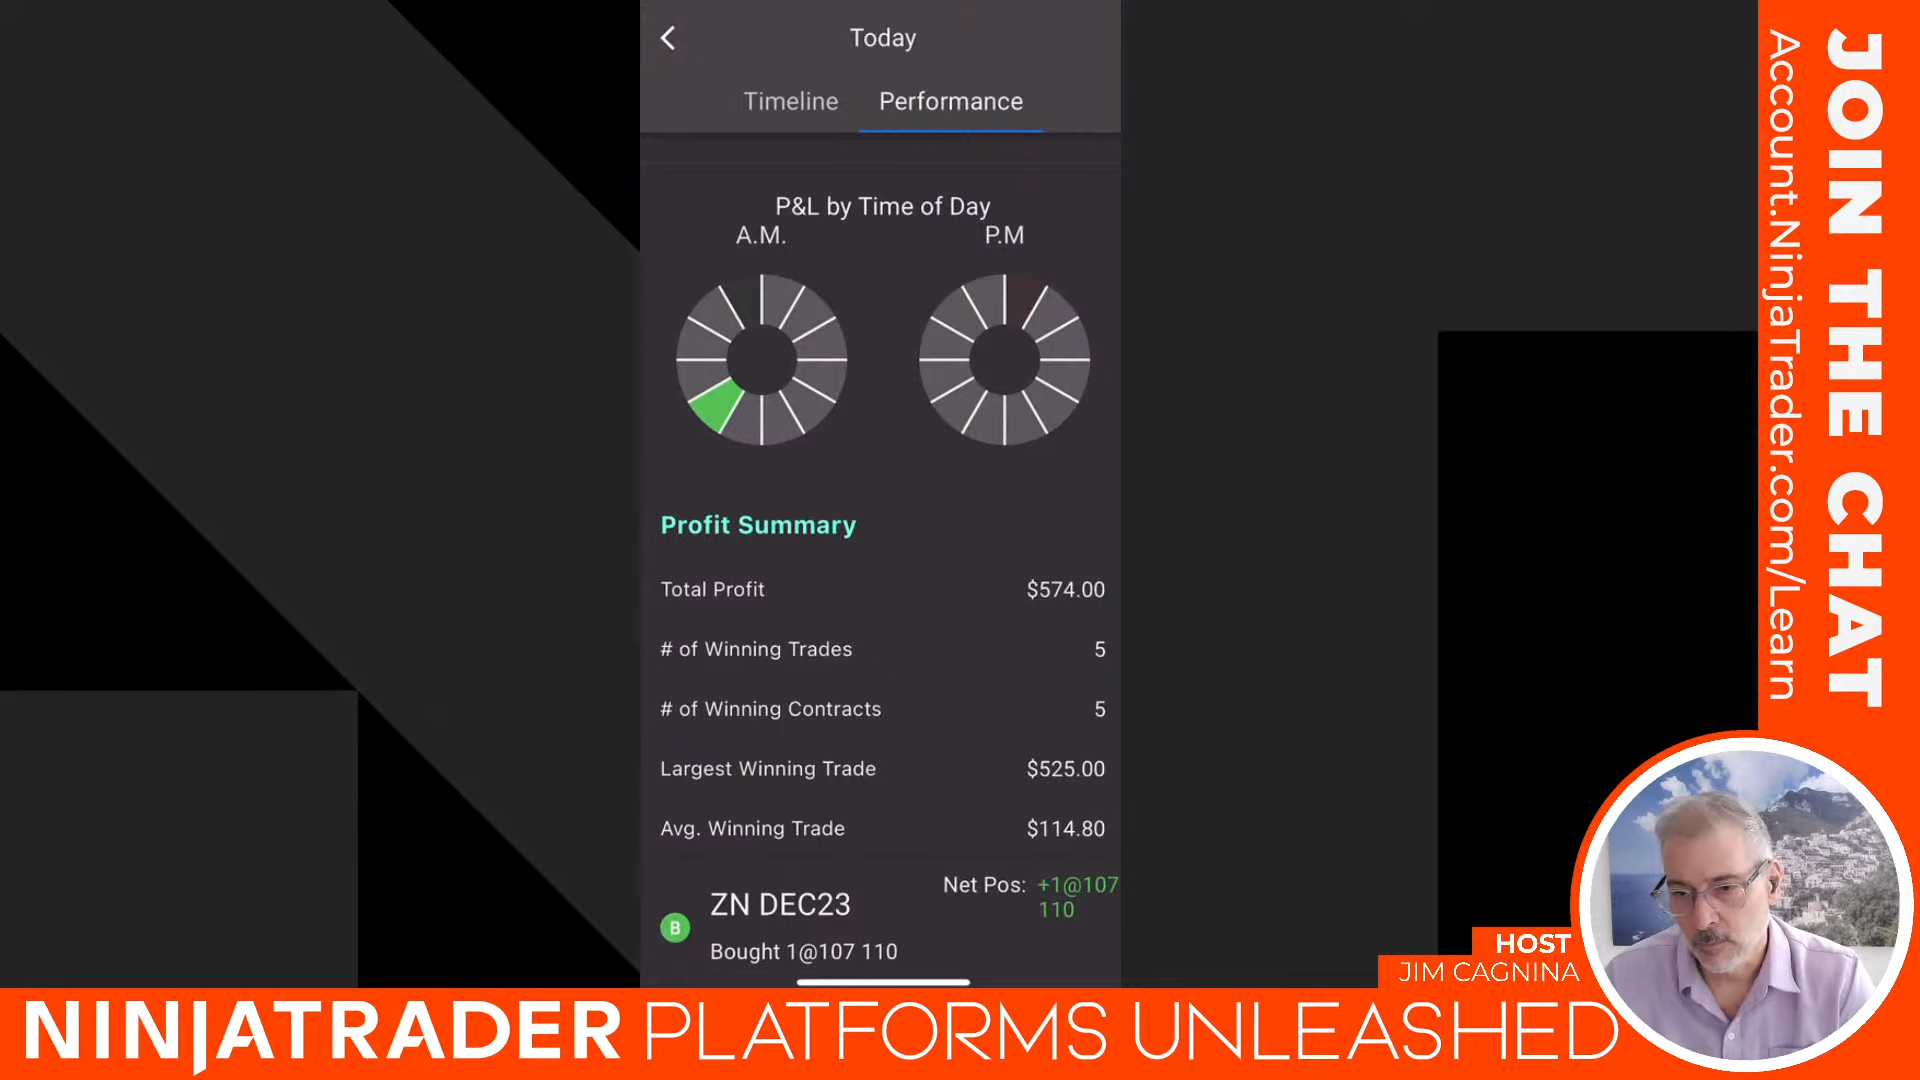 Today
Timeline
Performance
P&L by Time of Day
A.M.
P.M
Profit Summary
Total Profit
$574.00
# of Winning Trades
5
# of Winning Contracts
5
Largest Winning Trade
$525.00
Avg. Winning Trade
$114.80
B
ZN DEC23
Bought 1@107 110
Net Pos: +1@107
110
JOIN THE CHAT
Account.NinjaTrader.com/Learn
HOST
JIM CAGNINA
NINJATRADER PLATFORMS UNLEASHED